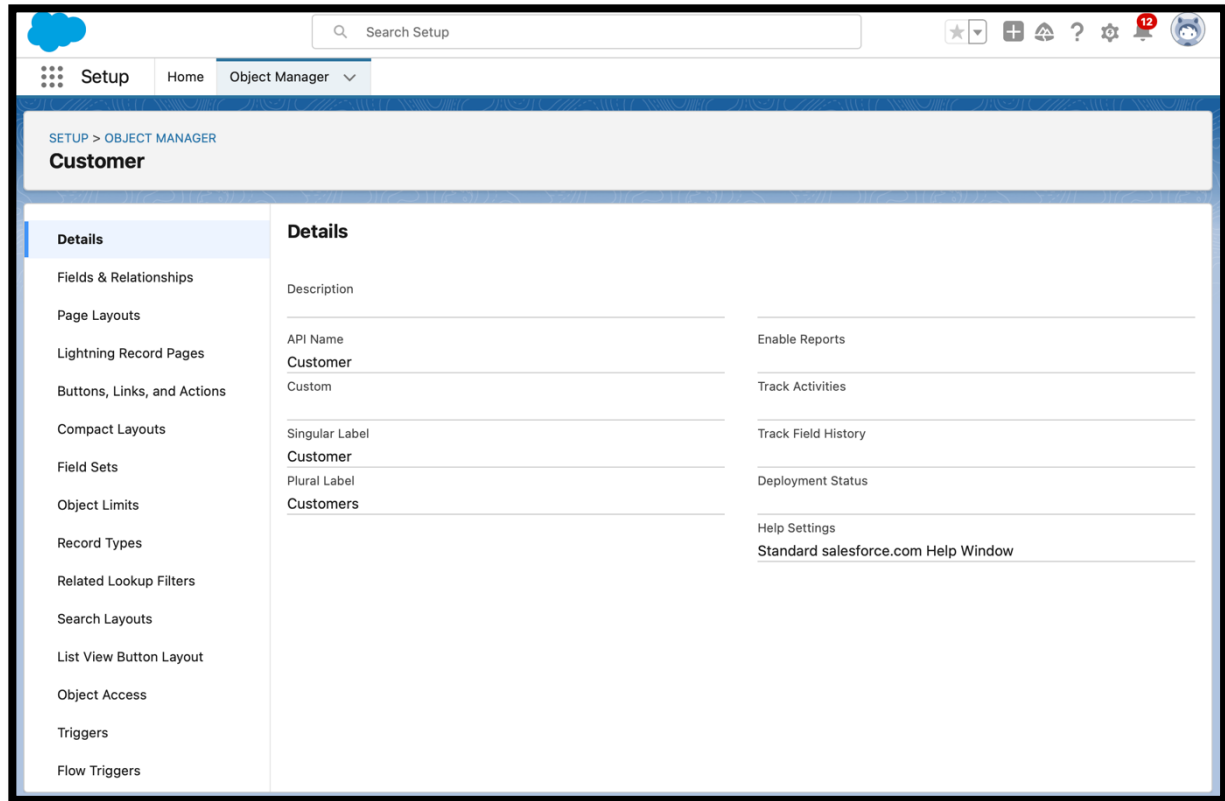 Search Setup
12
Setup
Home
Object Manager
SETUP > OBJECT MANAGER
Customer
Details
Fields & Relationships
Page Layouts
Lightning Record Pages
Buttons, Links, and Actions
Compact Layouts
Field Sets
Object Limits
Record Types
Related Lookup Filters
Search Layouts
List View Button Layout
Object Access
Triggers
Flow Triggers
Details
Description
API Name
Customer
Custom
Singular Label
Customer
Plural Label
Customers
Enable Reports
Track Activities
Track Field History
Deployment Status
Help Settings
Standard salesforce.com Help Window